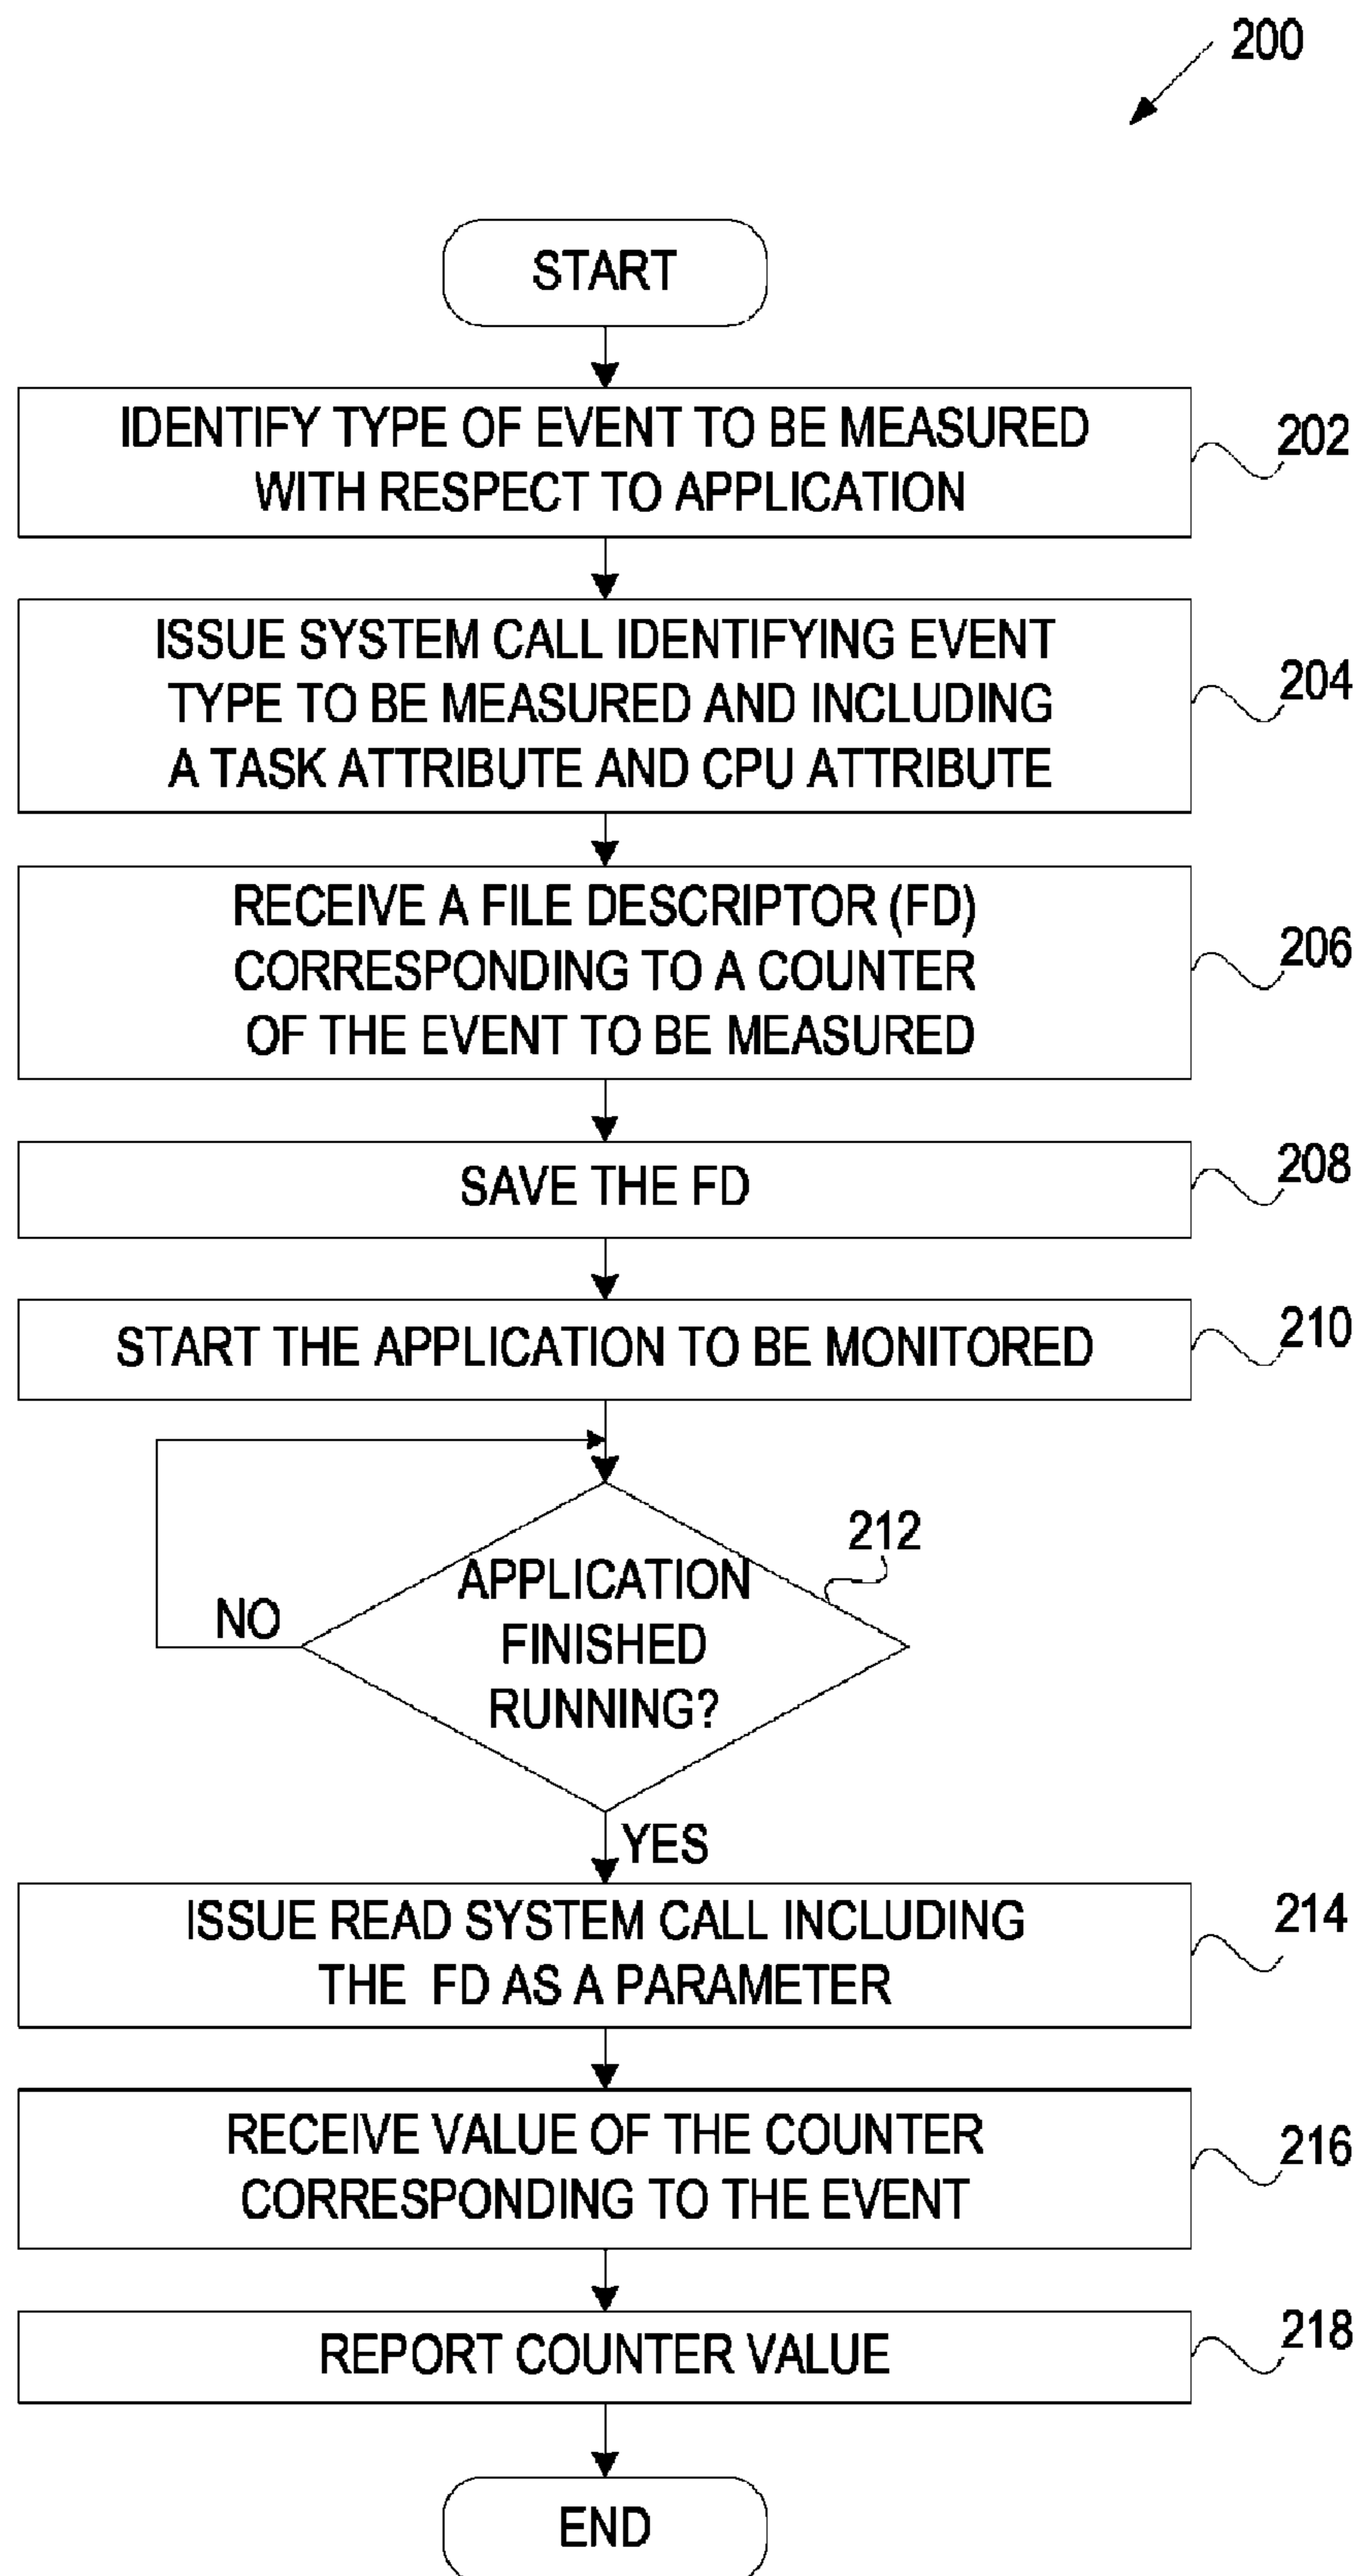 200
START
IDENTIFY TYPE OF EVENT TO BE MEASURED
WITH RESPECT TO APPLICATION
202
ISSUE SYSTEM CALL IDENTIFYING EVENT
TYPE TO BE MEASURED AND INCLUDING
A TASK ATTRIBUTE AND CPU ATTRIBUTE
204
RECEIVE A FILE DESCRIPTOR (FD)
CORRESPONDING TO A COUNTER
OF THE EVENT TO BE MEASURED
206
SAVE THE FD
208
START THE APPLICATION TO BE MONITORED
210
APPLICATION
FINISHED
RUNNING?
212
NO
YES
ISSUE READ SYSTEM CALL INCLUDING
THE FD AS A PARAMETER
214
RECEIVE VALUE OF THE COUNTER
CORRESPONDING TO THE EVENT
216
REPORT COUNTER VALUE
218
END